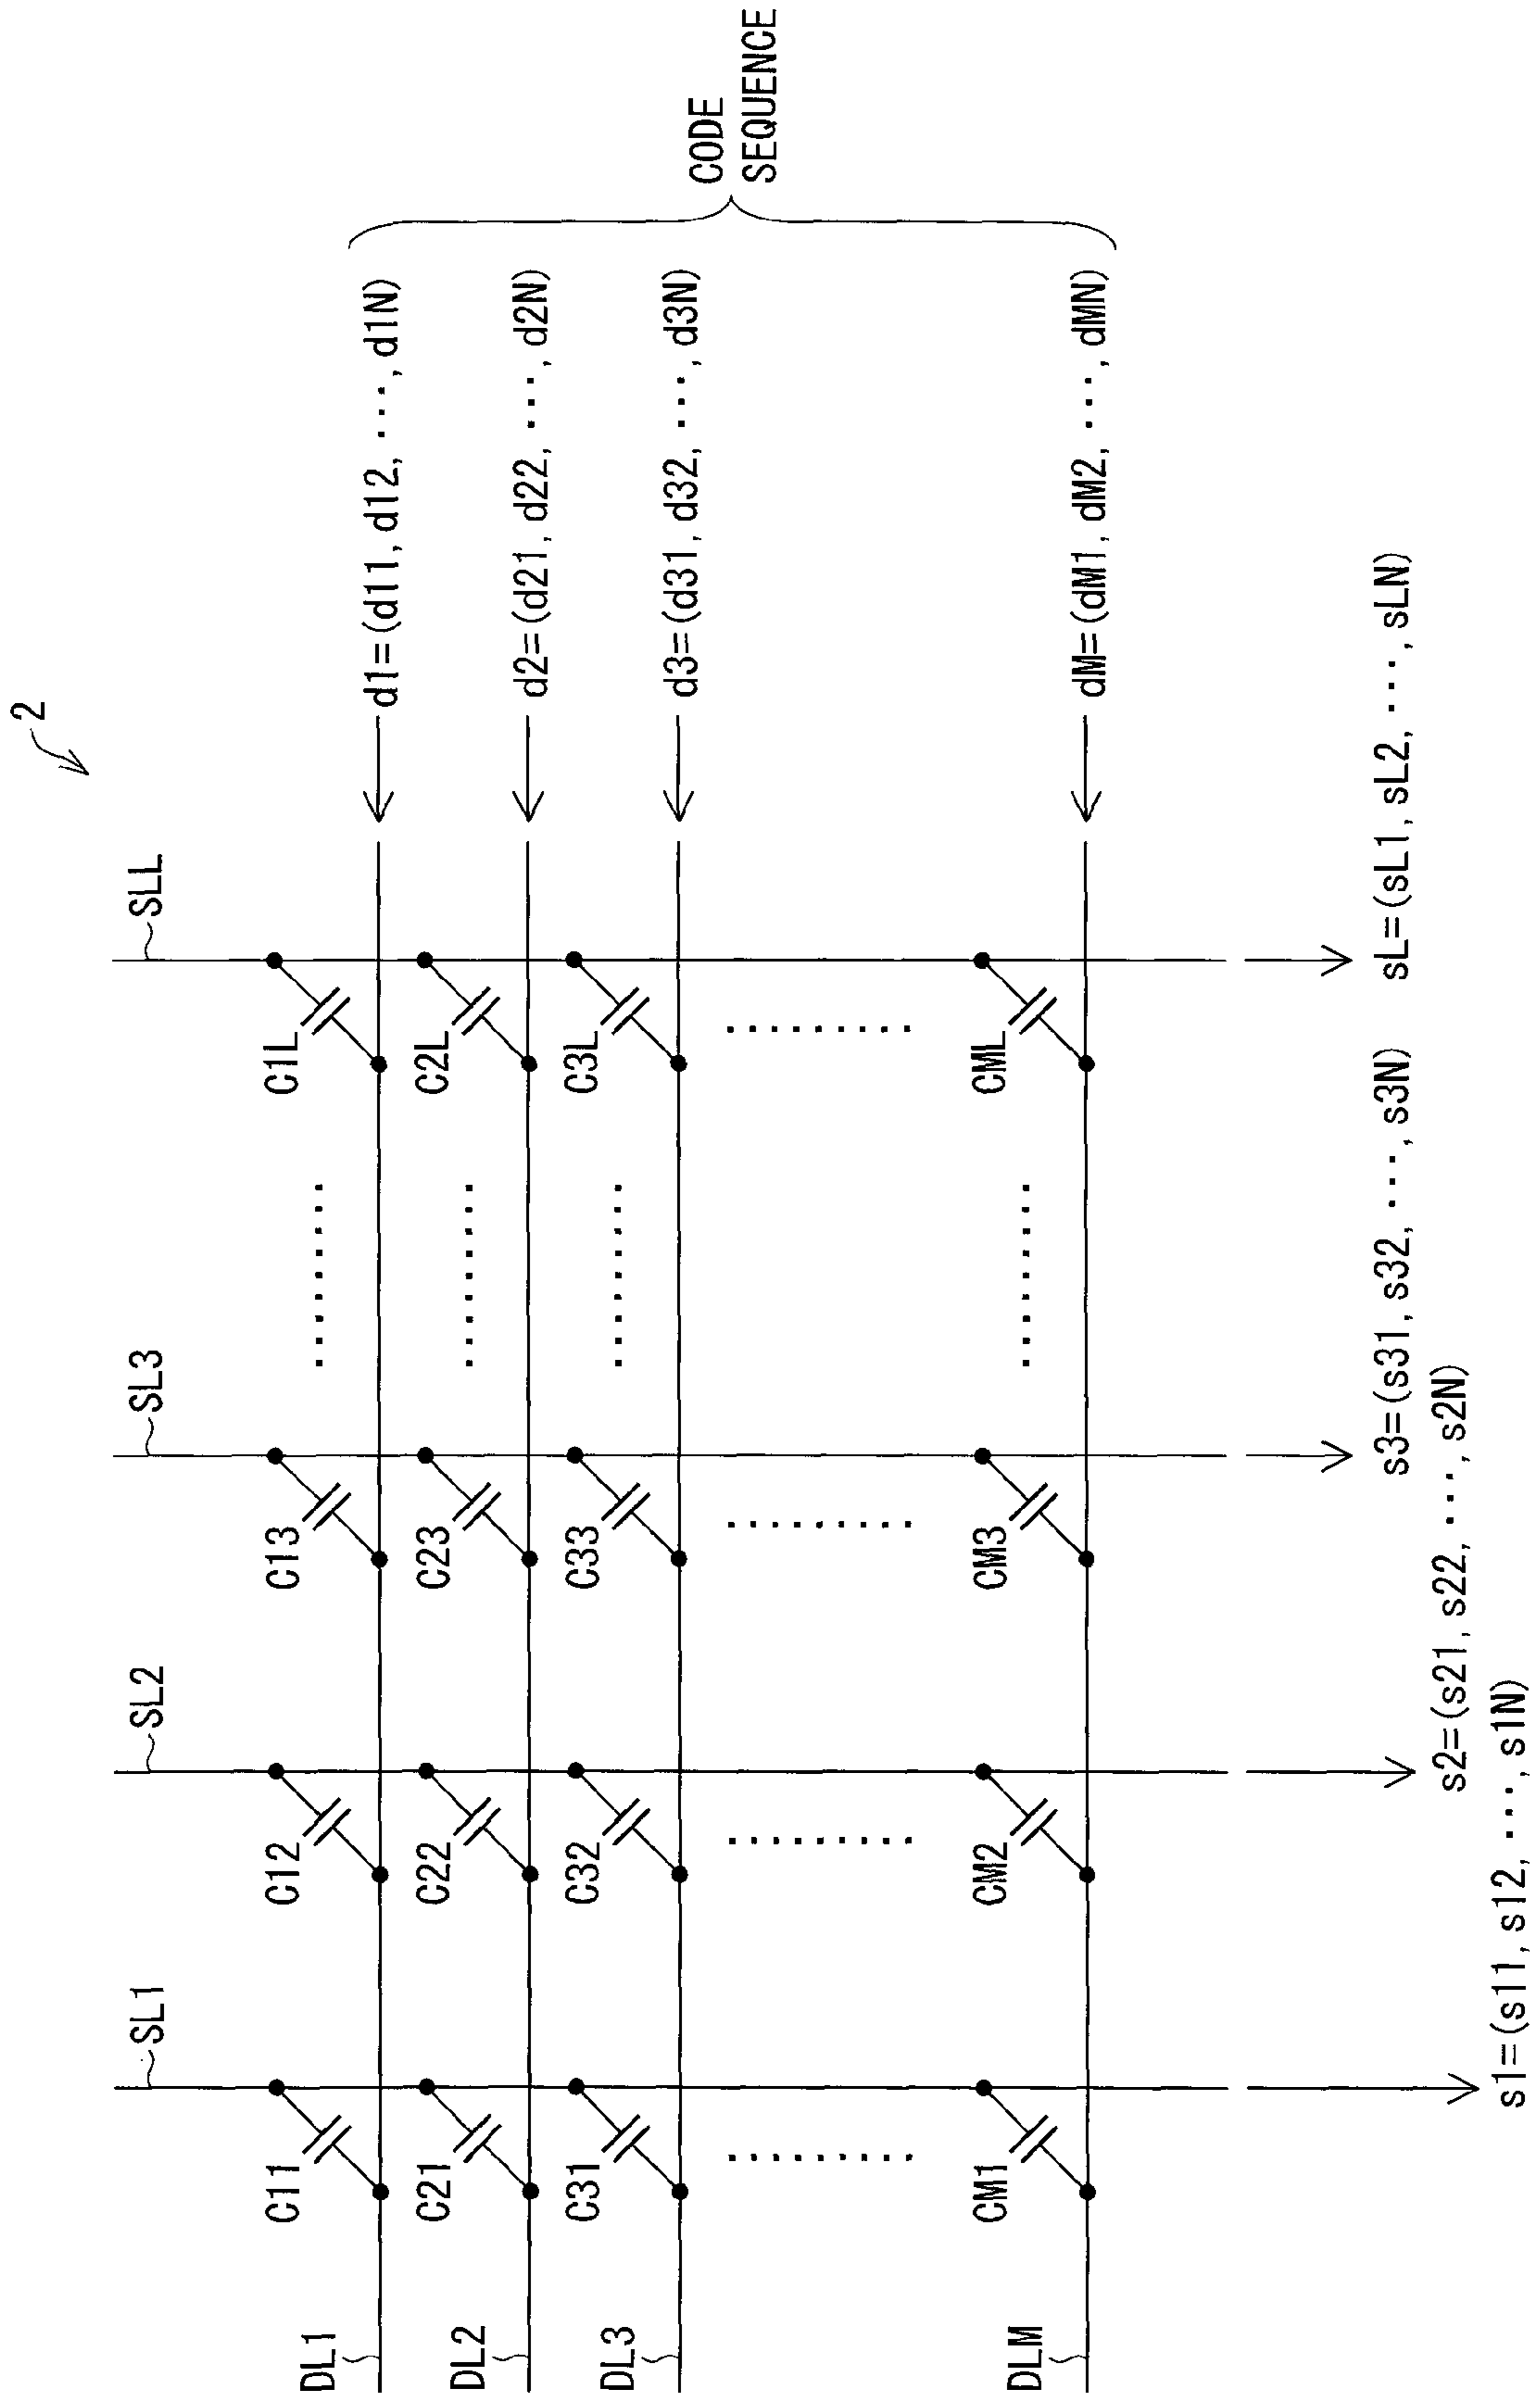 2
SL1
SL2
SL3
SLL
C11
C12
C13
C1L
DL1
d1=(d11, d12, ···, d1N)
C21
C22
C23
C2L
DL2
d2=(d21, d22, ···, d2N)
C31
C32
C33
C3L
DL3
d3=(d31, d32, ···, d3N)
CODE
SEQUENCE
CM1
CM2
CM3
CML
DLM
dM=(dM1, dM2, ···, dMN)
sL=(sL1, sL2, ···, sLN)
s3=(s31, s32, ···, s3N)
s2=(s21, s22, ···, s2N)
s1=(s11, s12, ···, s1N)